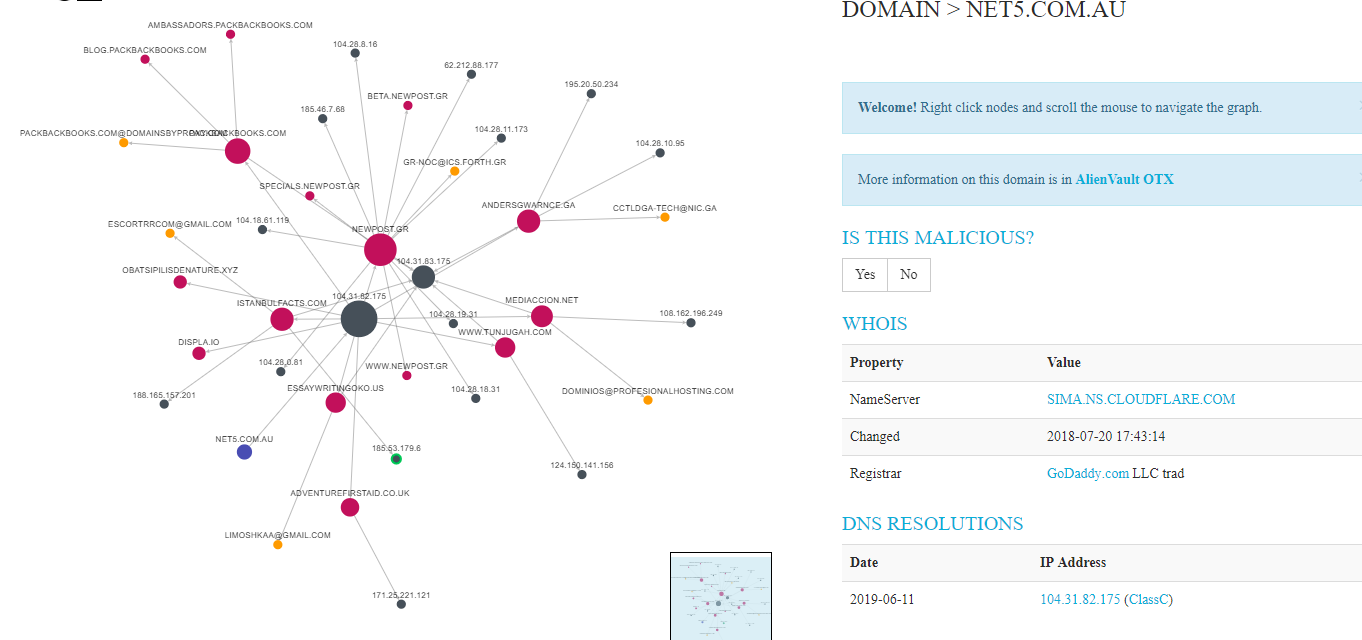 AMBASSADORS.PACKBACKBOOKS.COM
BLOG.PACKBACKBOOKS.COM
104.28.8.16
62.212.88.177
195.20.50.234
BETA.NEWPOST.GR
185.46.7.68
PACKBACKBOOKS.COM@DOMAINSBYPROXY.COM
PACKBACKBOOKS.COM
104.28.11.173
104.28.10.95
GR-NOC@ICS.FORTH.GR
SPECIALS.NEWPOST.GR
ANDERSGWARNCE.GA
CCTLDGA-TECH@NIC.GA
ESCORTRRCOM@GMAIL.COM
104.18.61.119
NEWPOST.GR
104.31.83.175
OBATSIPILISDENATURE.XYZ
104.31.82.175
ISTANBULFACTS.COM
MEDIACCION.NET
104.28.19.31
108.162.196.249
WWW.TUNJUGAH.COM
DISPLA.IO
104.28.0.81
WWW.NEWPOST.GR
ESSAYWRITINGOKO.US
104.28.18.31
DOMINIOS@PROFESIONALHOSTING.COM
188.165.157.201
NET5.COM.AU
185.53.179.6
124.150.141.156
ADVENTUREFIRSTAID.CO.UK
LIMOSHKAA@GMAIL.COM
171.25.221.121
DOMAIN > NET5.COM.AU
Welcome! Right click nodes and scroll the mouse to navigate the graph.
More information on this domain is in AlienVault OTX
IS THIS MALICIOUS?
Yes No
WHOIS
Property Value
NameServer SIMA.NS.CLOUDFLARE.COM
Changed 2018-07-20 17:43:14
Registrar GoDaddy.com LLC trad
DNS RESOLUTIONS
Date IP Address
2019-06-11 104.31.82.175 (ClassC)